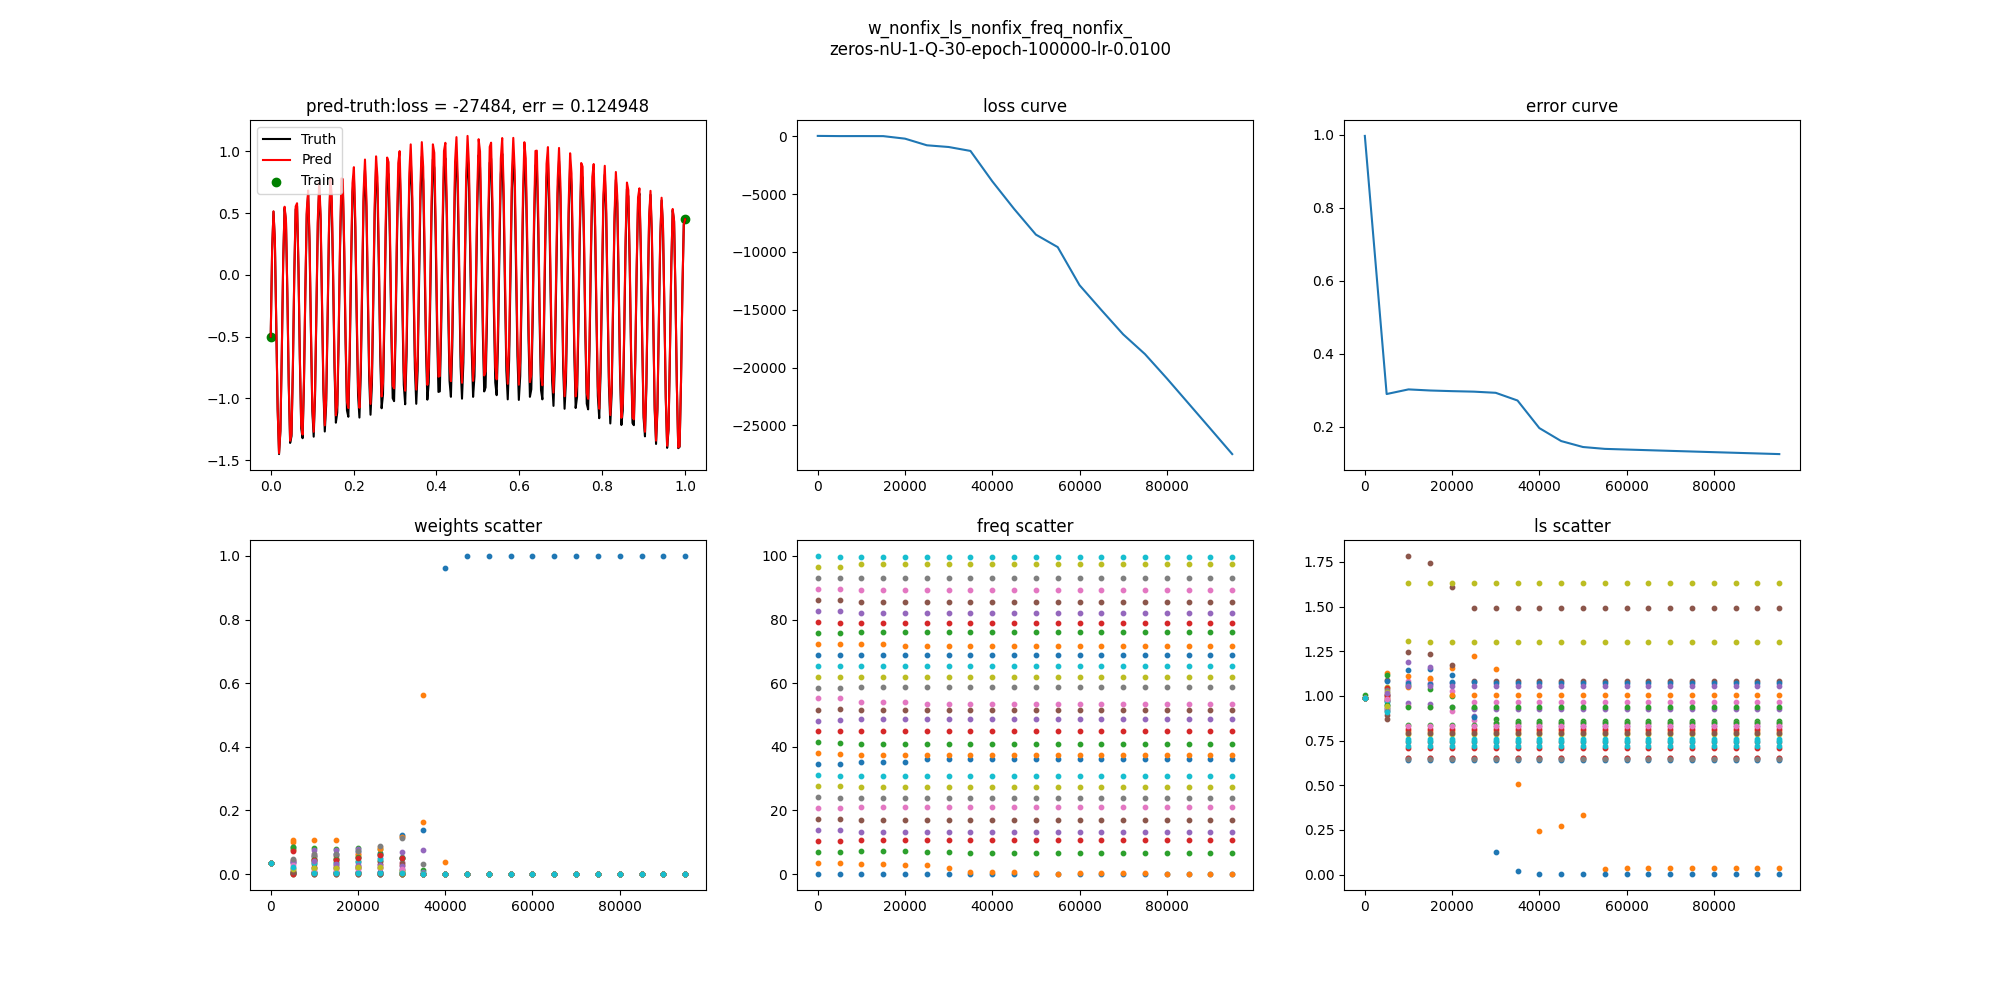 w_nonfix_ls_nonfix_freq_nonfix_
zeros-nU-1-Q-30-epoch-100000-lr-0.0100
pred-truth:loss = -27484, err = 0.124948
Truth
Pred
Train
1.0
0.5
0.0
−0.5
−1.0
−1.5
0.0 0.2 0.4 0.6 0.8 1.0
loss curve
0
−5000
−10000
−15000
−20000
−25000
0 20000 40000 60000 80000
error curve
1.0
0.8
0.6
0.4
0.2
0 20000 40000 60000 80000
weights scatter
1.0
0.8
0.6
0.4
0.2
0.0
0 20000 40000 60000 80000
freq scatter
100
80
60
40
20
0
0 20000 40000 60000 80000
ls scatter
1.75
1.50
1.25
1.00
0.75
0.50
0.25
0.00
0 20000 40000 60000 80000